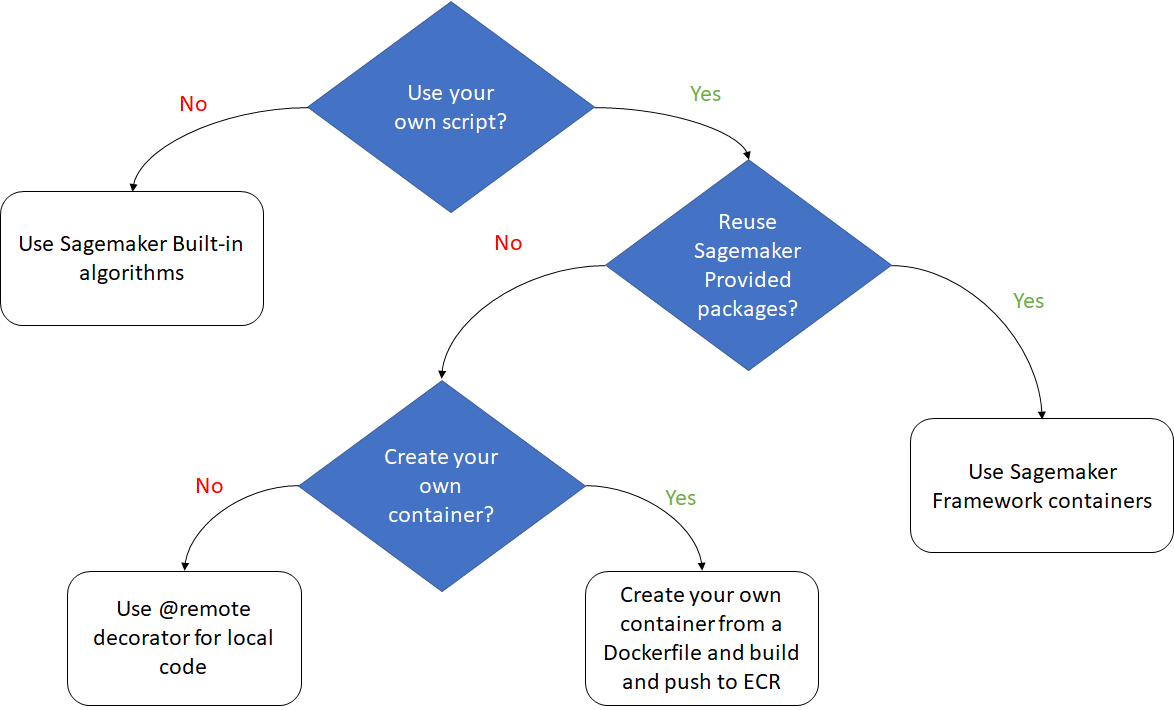 Use your
own script?
No
Yes
Use Sagemaker Built-in
algorithms
Reuse
Sagemaker
Provided
packages?
No
Yes
Create your
own
container?
No
Yes
Use Sagemaker
Framework containers
Use @remote
decorator for local
code
Create your own
container from a
Dockerfile and build
and push to ECR